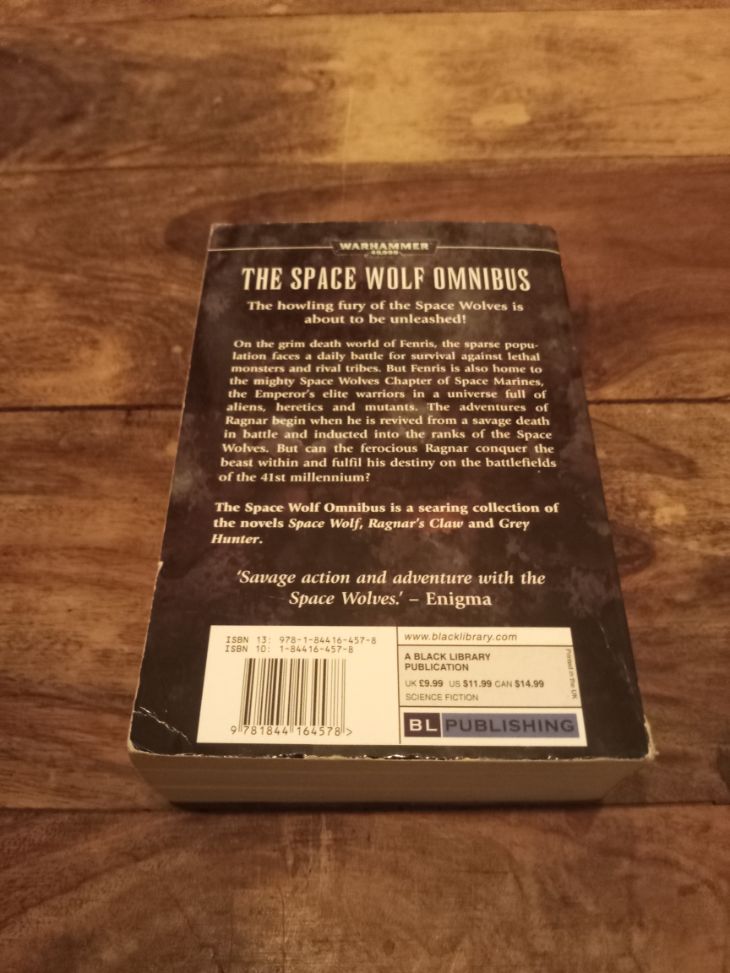 WARHAMMER
40,000
THE SPACE WOLF OMNIBUS
The howling fury of the Space Wolves is
about to be unleashed!
On the grim death world of Fenris, the sparse popu-
lation faces a daily battle for survival against lethal
monsters and rival tribes. But Fenris is also home to
the mighty Space Wolves Chapter of Space Marines,
the Emperor's elite warriors in a universe full of
aliens, heretics and mutants. The adventures of
Ragnar begin when he is revived from a savage death
in battle and inducted into the ranks of the Space
Wolves. But can the ferocious Ragnar conquer the
beast within and fulfil his destiny on the battlefields
of the 41st millennium?
The Space Wolf Omnibus is a searing collection of
the novels Space Wolf, Ragnar's Claw and Grey
Hunter.
'Savage action and adventure with the
Space Wolves.' – Enigma
ISBN 13: 978-1-84416-457-8
ISBN 10: 1-84416-457-8
9 781844 164578 >
www.blacklibrary.com
A BLACK LIBRARY
PUBLICATION
UK £9.99 US $11.99 CAN $14.99
SCIENCE FICTION
Printed in the UK
BL PUBLISHING